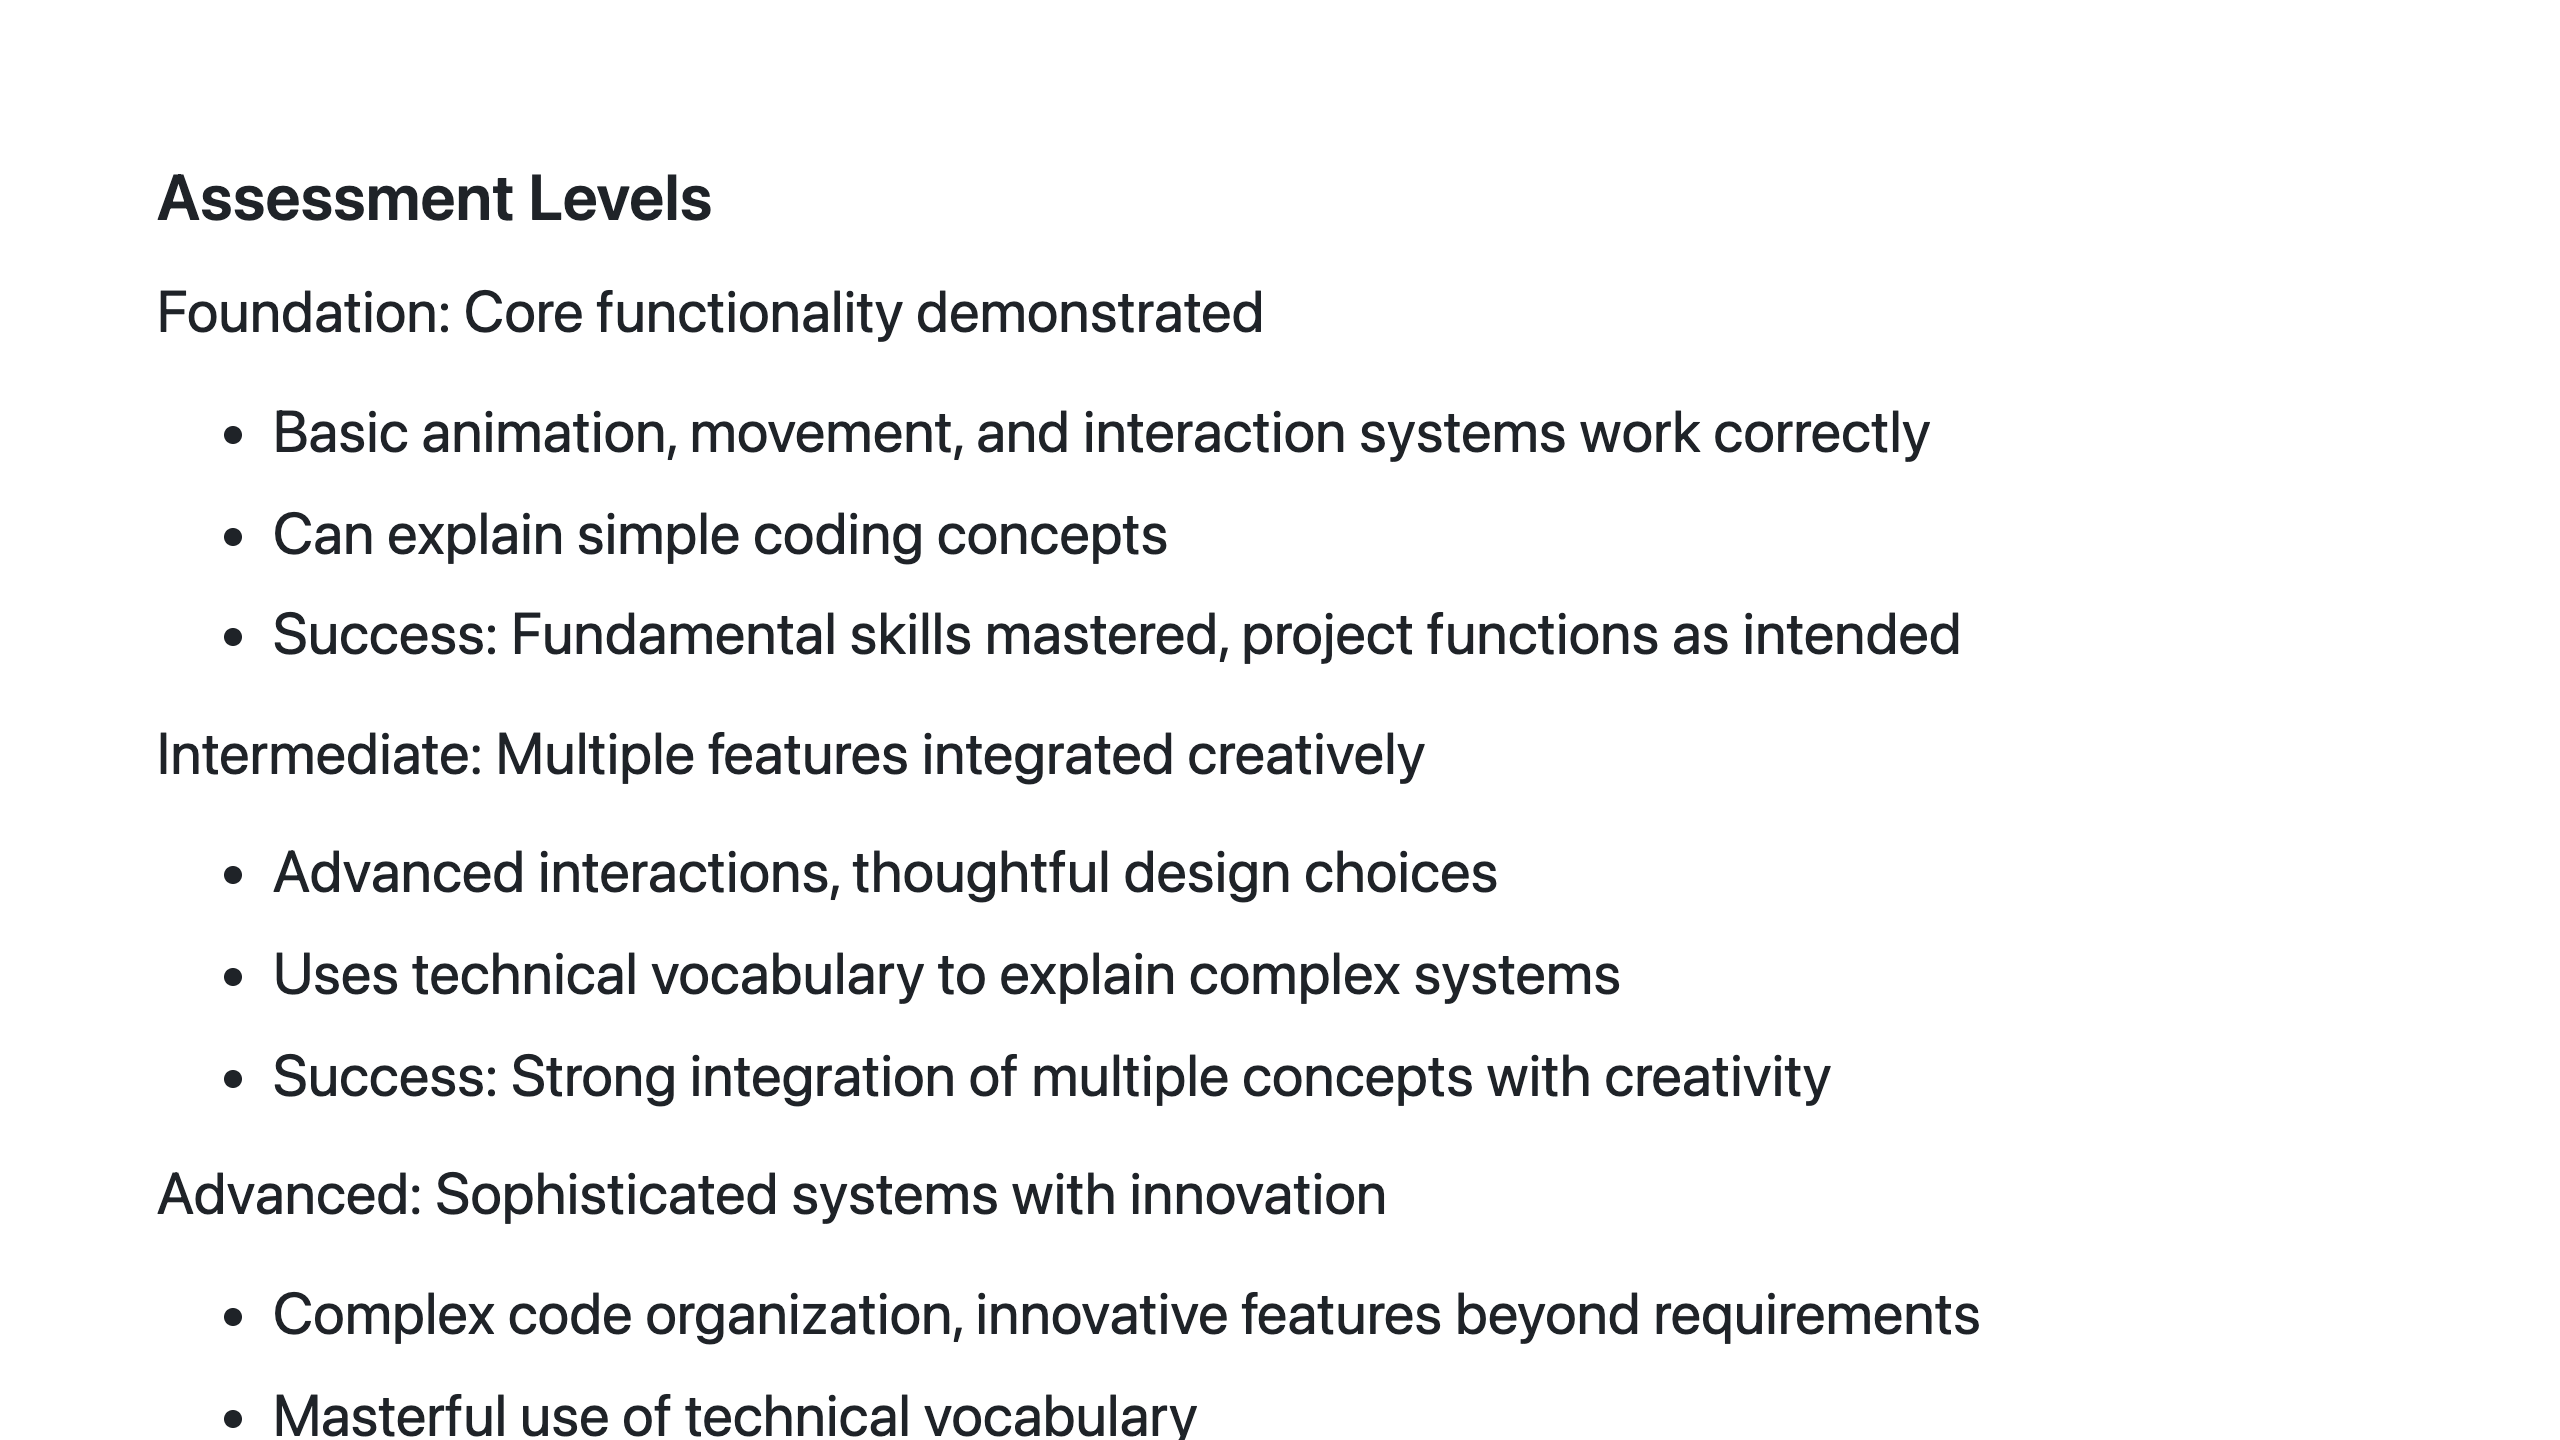 Assessment Levels
Foundation: Core functionality demonstrated
• Basic animation, movement, and interaction systems work correctly
• Can explain simple coding concepts
• Success: Fundamental skills mastered, project functions as intended
Intermediate: Multiple features integrated creatively
• Advanced interactions, thoughtful design choices
• Uses technical vocabulary to explain complex systems
• Success: Strong integration of multiple concepts with creativity
Advanced: Sophisticated systems with innovation
• Complex code organization, innovative features beyond requirements
• Masterful use of technical vocabulary